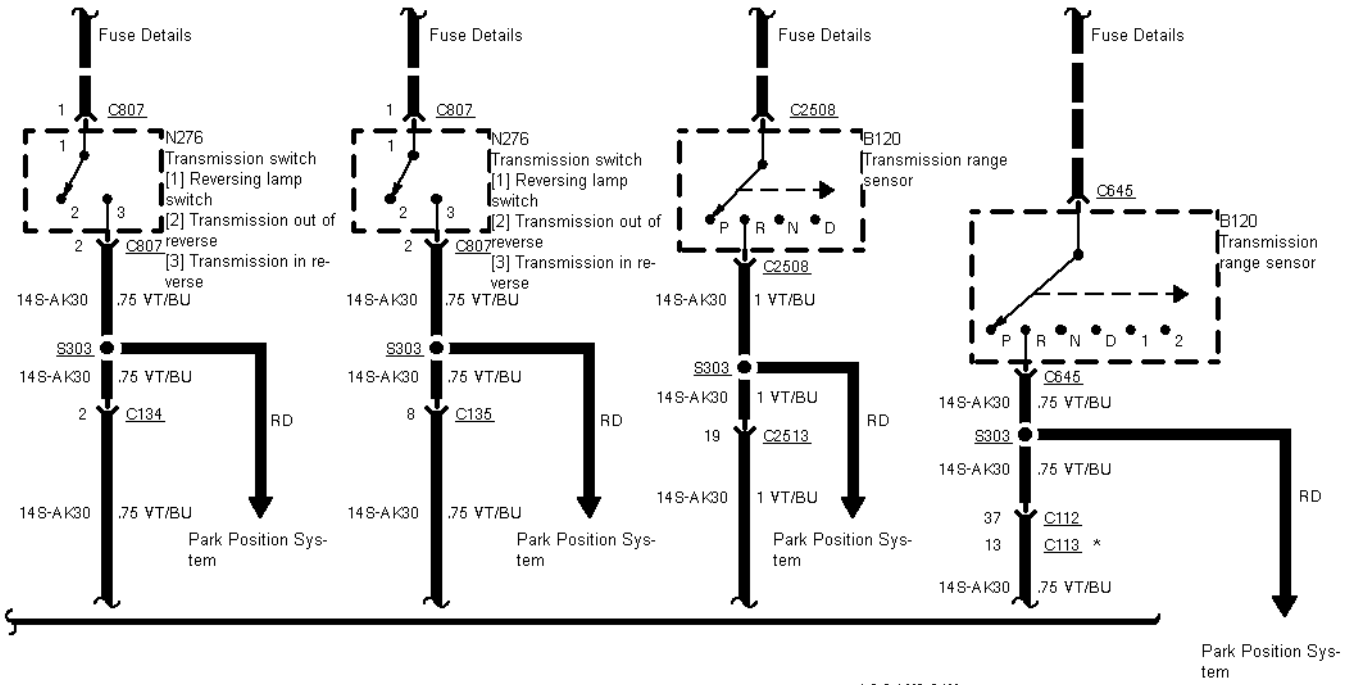 Fuse Details
Fuse Details
Fuse Details
Fuse Details
1 C807
1 C807
C2508
C645
1
2 3
N276
Transmission switch
[1] Reversing lamp
switch
[2] Transmission out of
reverse
[3] Transmission in re-
verse
1
2 3
N276
Transmission switch
[1] Reversing lamp
switch
[2] Transmission out of
reverse
[3] Transmission in re-
verse
P R N D
B120
Transmission range
sensor
P R N D 1 2
B120
Transmission
range sensor
2 C807
2 C807
C2508
C645
14S-AK30 .75 VT/BU
14S-AK30 .75 VT/BU
14S-AK30 1 VT/BU
14S-AK30 .75 VT/BU
S303
S303
S303
S303
14S-AK30 .75 VT/BU
14S-AK30 .75 VT/BU
14S-AK30 1 VT/BU
14S-AK30 .75 VT/BU
2 C134
8 C135
19 C2513
37 C112
13 C113 *
RD
RD
RD
RD
14S-AK30 .75 VT/BU
14S-AK30 .75 VT/BU
14S-AK30 1 VT/BU
14S-AK30 .75 VT/BU
Park Position Sys-
tem
Park Position Sys-
tem
Park Position Sys-
tem
Park Position Sys-
tem